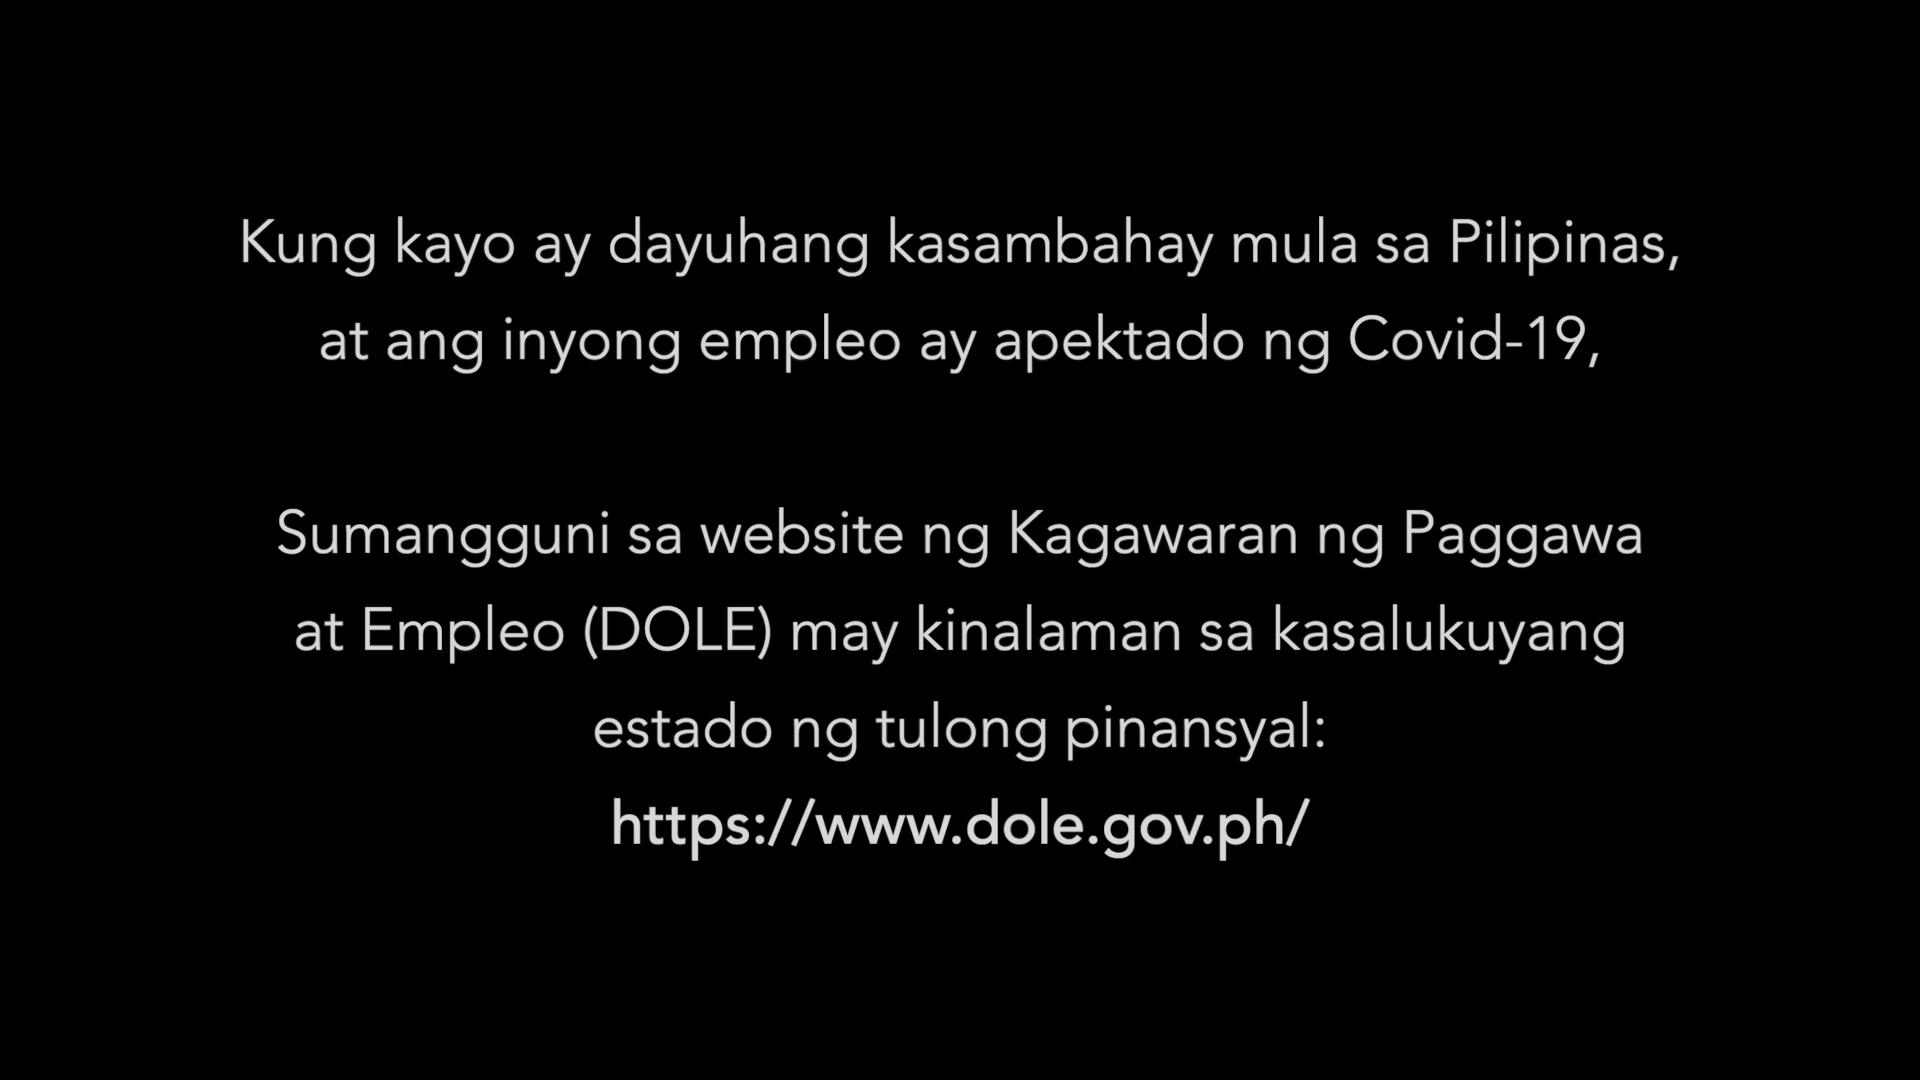 Kung kayo ay dayuhang kasambahay mula sa Pilipinas,
at ang inyong empleo ay apektado ng Covid-19,
Sumangguni sa website ng Kagawaran ng Paggawa
at Empleo (DOLE) may kinalaman sa kasalukuyang
estado ng tulong pinansyal:
https://www.dole.gov.ph/